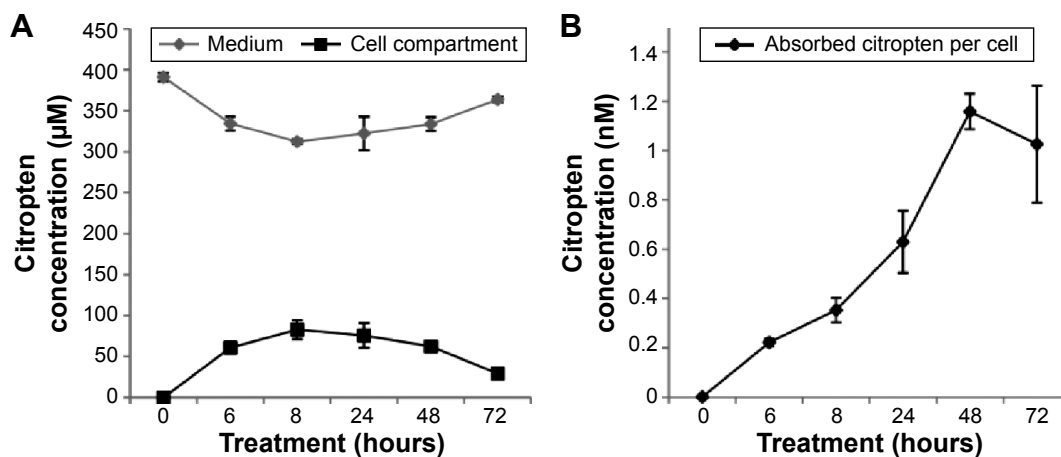 A
Medium
Cell compartment
Citropten
concentration (µM)
450
400
350
300
250
200
150
100
50
0
0 6 8 24 48 72
Treatment (hours)
B
Absorbed citropten per cell
Citropten
concentration (nM)
1.4
1.2
1
0.8
0.6
0.4
0.2
0
0 6 8 24 48 72
Treatment (hours)